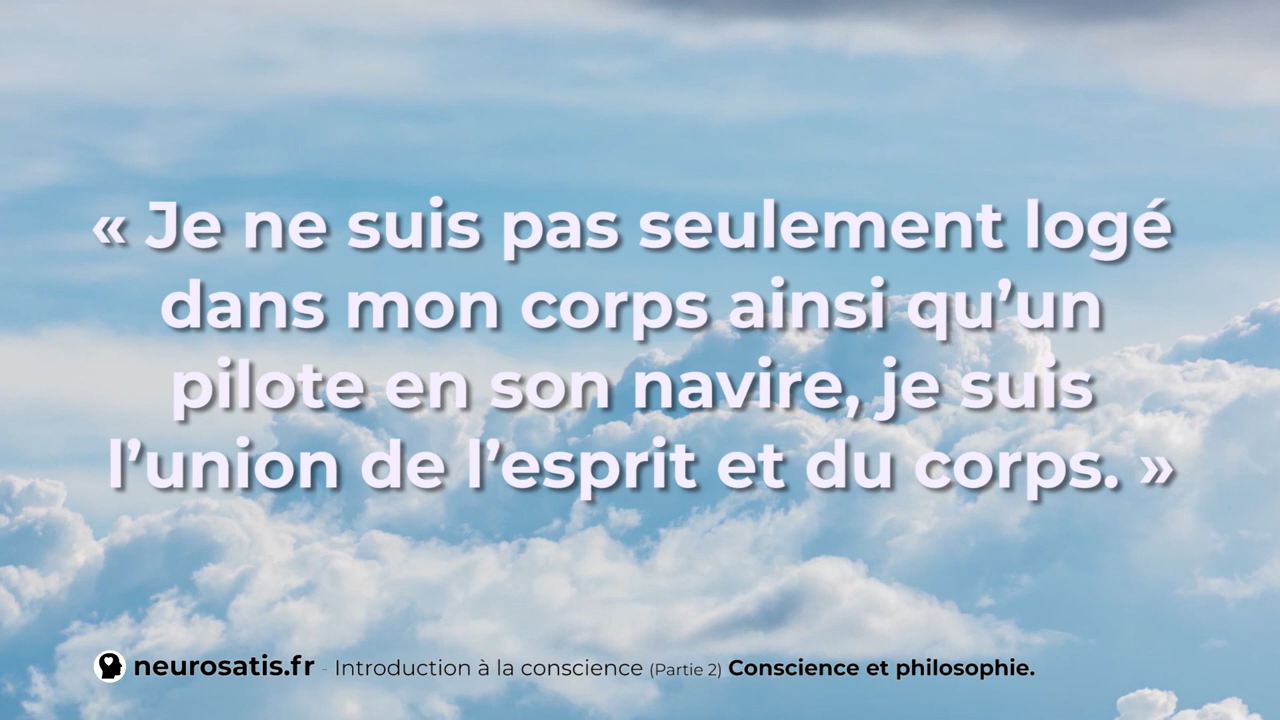 « Je ne suis pas seulement logé
dans mon corps ainsi qu’un
pilote en son navire, je suis
l’union de l’esprit et du corps. »
neurosatis.fr - Introduction à la conscience (Partie 2) Conscience et philosophie.